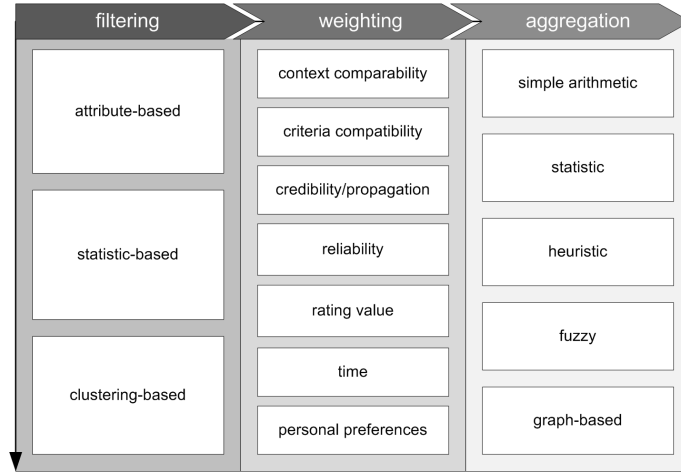 filtering
weighting
aggregation
attribute-based
statistic-based
clustering-based
context comparability
criteria compatibility
credibility/propagation
reliability
rating value
time
personal preferences
simple arithmetic
statistic
heuristic
fuzzy
graph-based